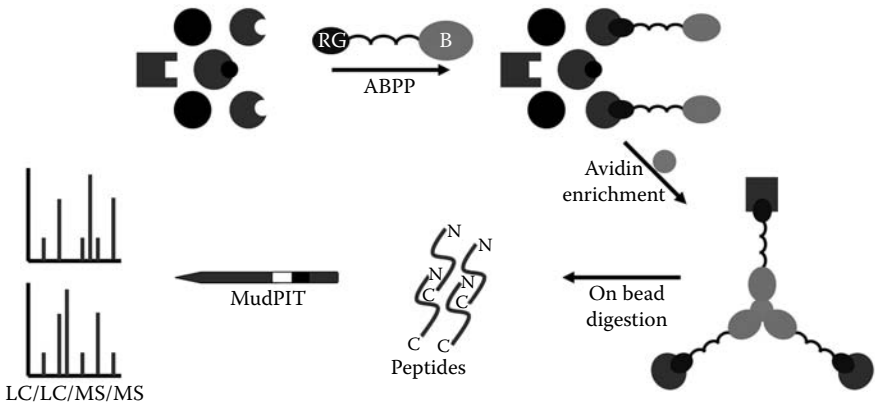 RG
B
ABPP
Avidin
enrichment
On bead
digestion
N
N
N
N
C
C
C
C
Peptides
MudPIT
LC/LC/MS/MS